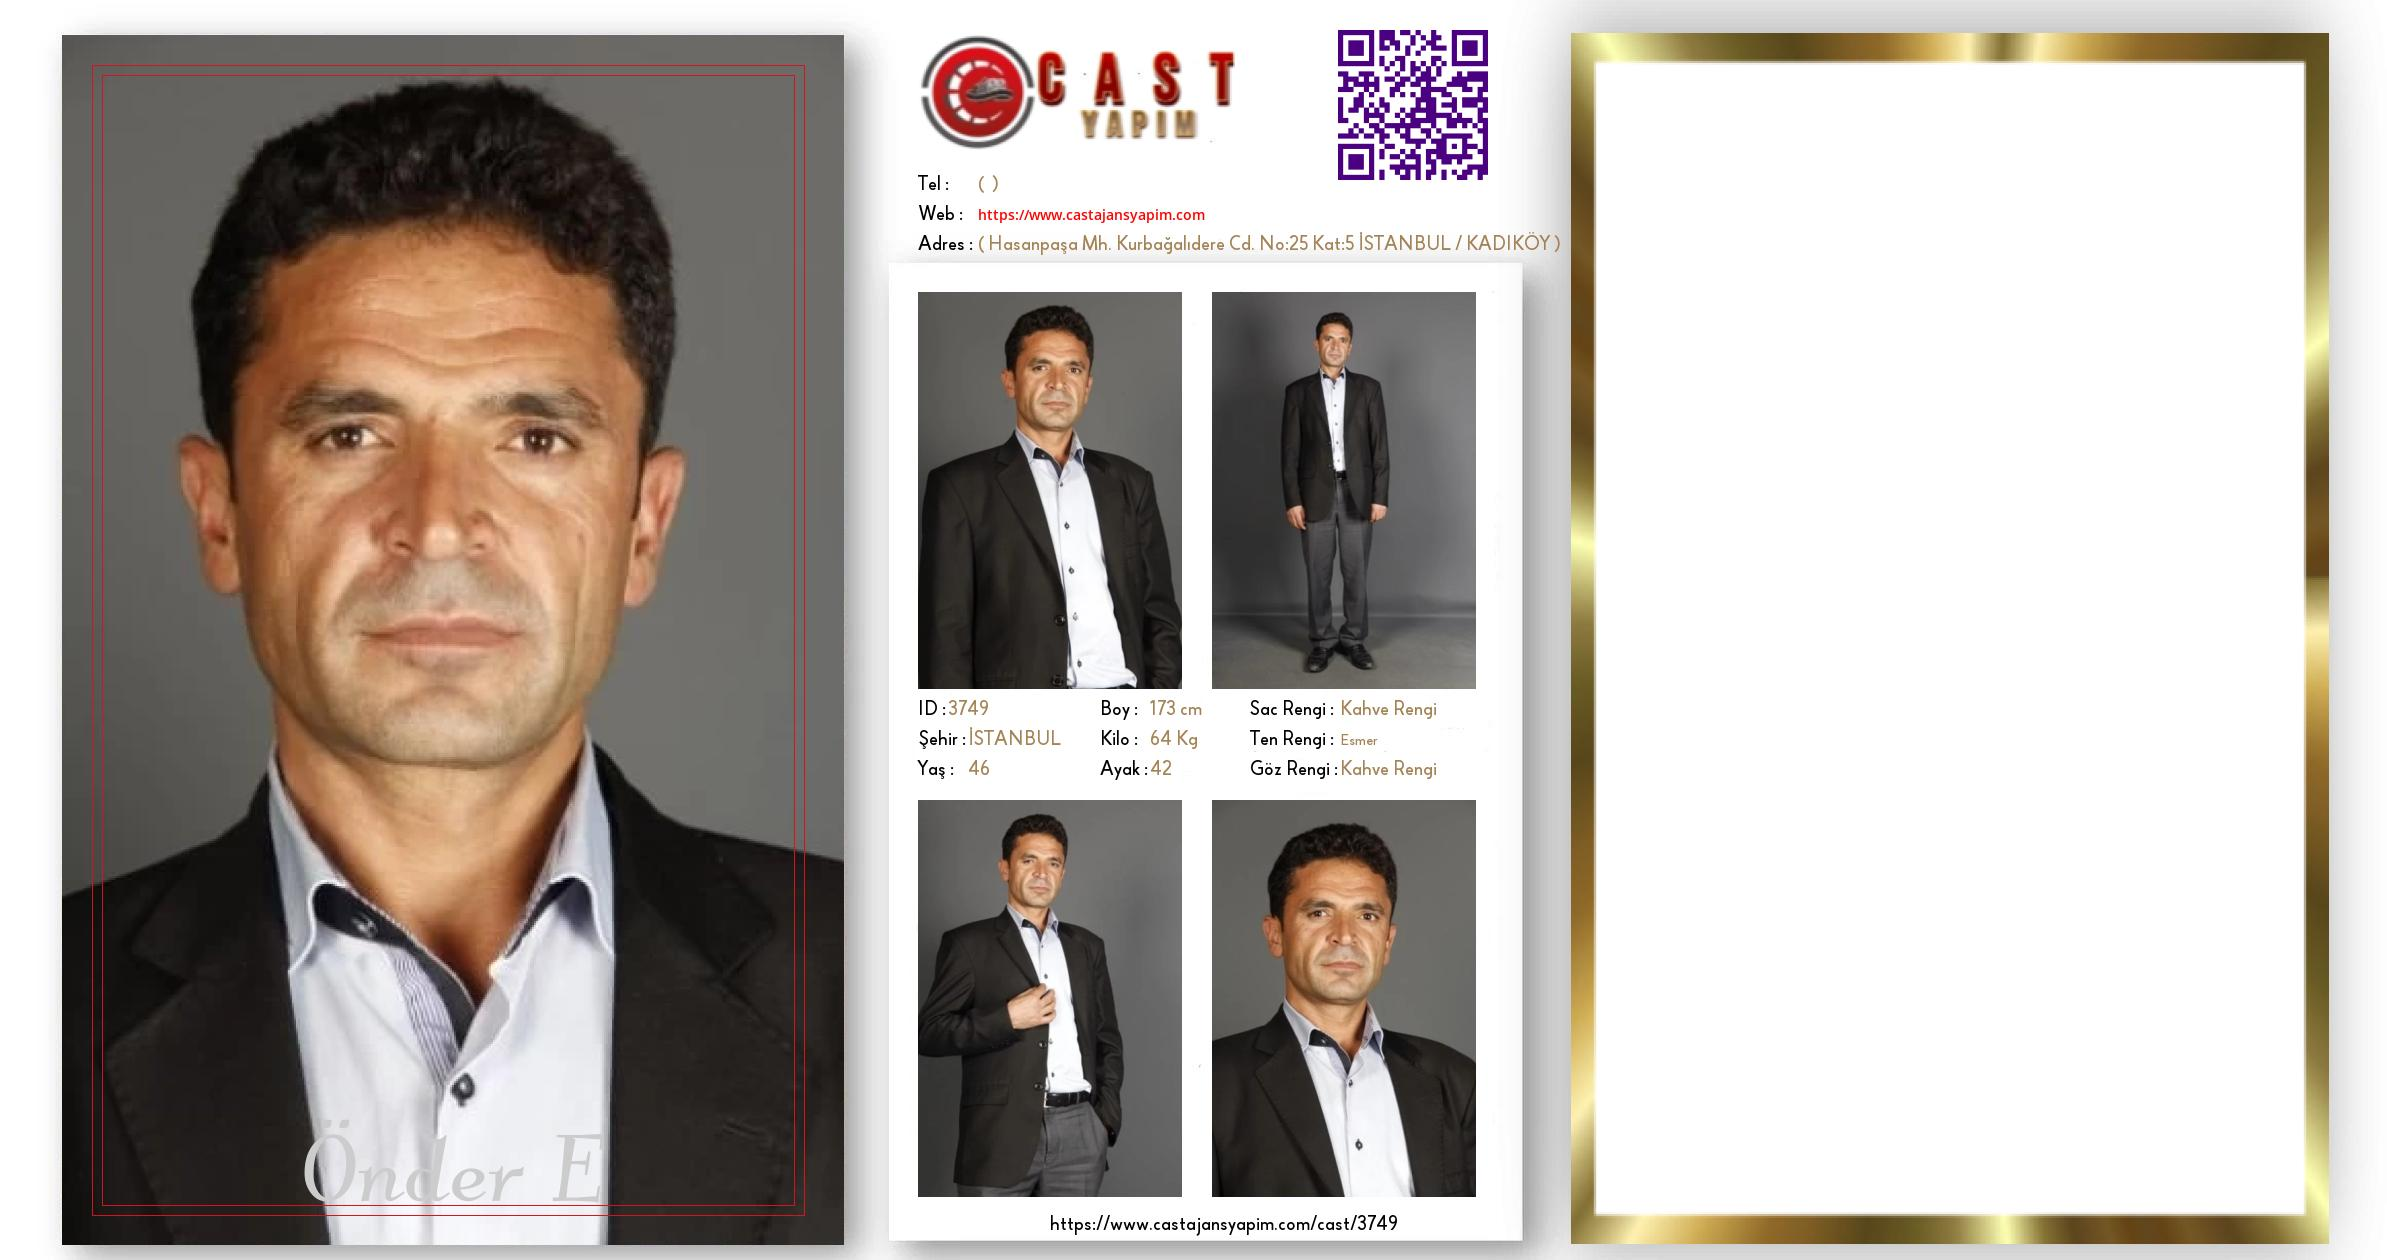 Önder E
CAST
YAPIM
Tel : ( )
Web : https://www.castajansyapim.com
Adres : ( Hasanpaşa Mh. Kurbağalıdere Cd. No:25 Kat:5 İSTANBUL / KADIKÖY )
ID : 3749 Boy : 173 cm Sac Rengi : Kahve Rengi
Şehir : İSTANBUL Kilo : 64 Kg Ten Rengi : Esmer
Yaş : 46 Ayak : 42 Göz Rengi : Kahve Rengi
https://www.castajansyapim.com/cast/3749